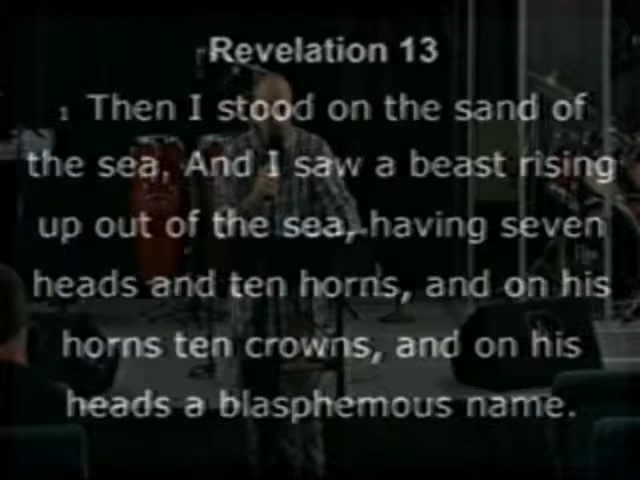 Revelation 13
1 Then I stood on the sand of
the sea. And I saw a beast rising
up out of the sea, having seven
heads and ten horns, and on his
horns ten crowns, and on his
heads a blasphemous name.